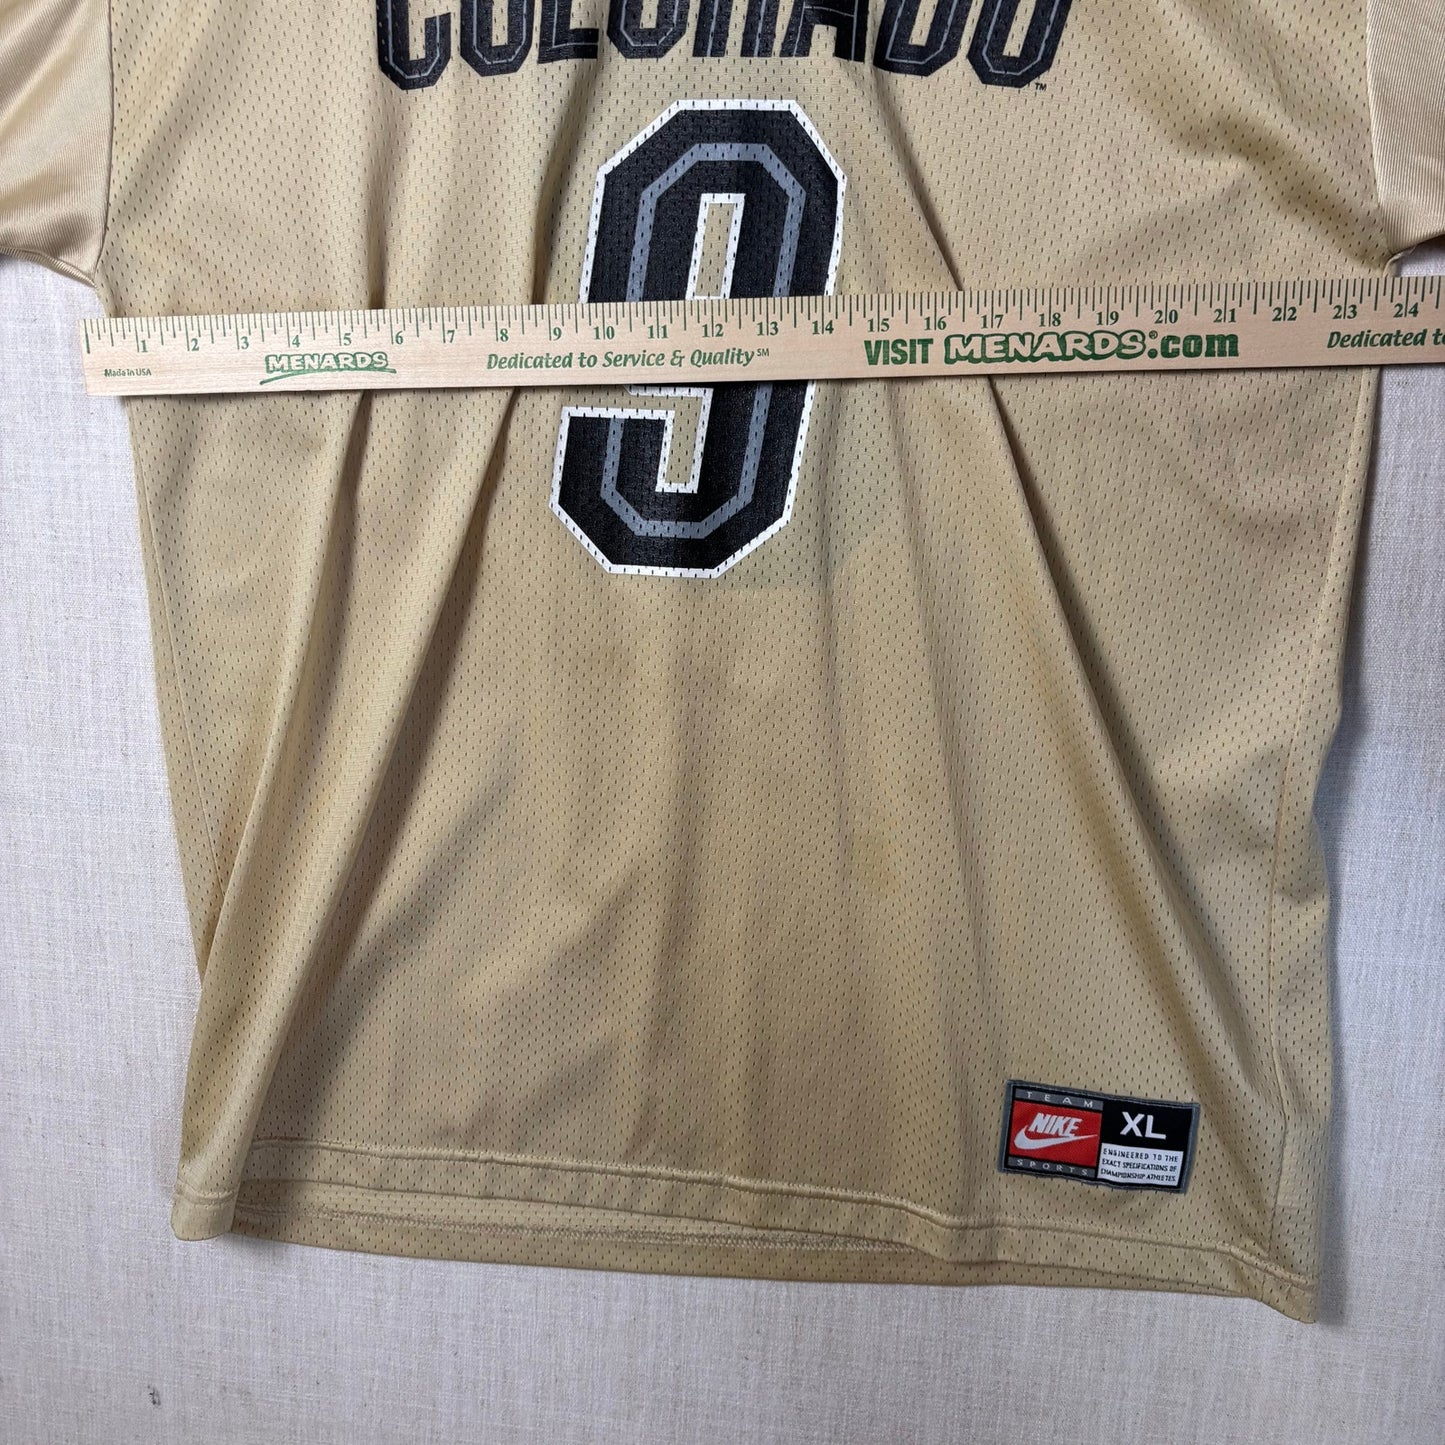 COLORADO
TM
9
1 2 3 4 5 6 7 8 9 10 11 12 13 14 15 16 17 18 19 20 21 22 23 24
Made in USA MENARDS Dedicated to Service & Quality SM VISIT MENARDS®.com Dedicated to
TEAM
NIKE
SPORTS
XL
ENGINEERED TO THE
EXACT SPECIFICATIONS OF
CHAMPIONSHIP ATHLETES.